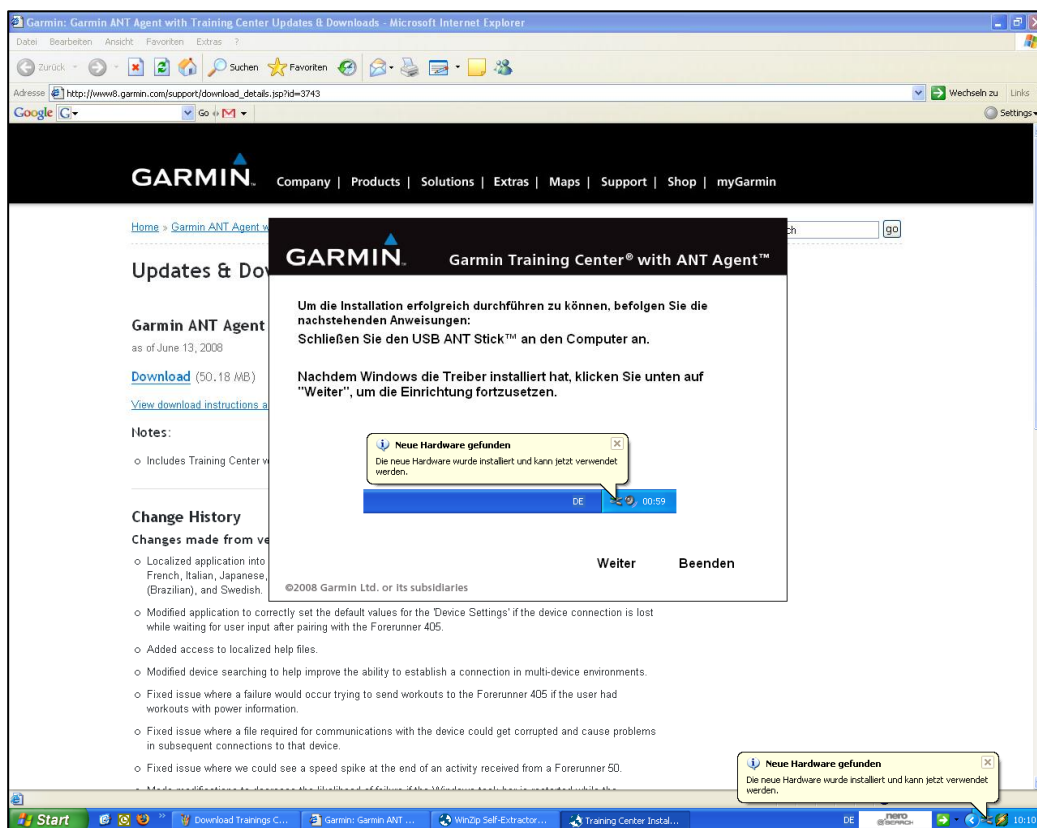 Garmin: Garmin ANT Agent with Training Center Updates & Downloads - Microsoft Internet Explorer
Datei Bearbeiten Ansicht Favoriten Extras ?
Zurück Suchen Favoriten
Adresse http://www8.garmin.com/support/download_details.jsp?id=3743 Wechseln zu Links
Google G Go Settings
GARMIN Company | Products | Solutions | Extras | Maps | Support | Shop | myGarmin
Home » Garmin ANT Agent w
go
Updates & Do
GARMIN Garmin Training Center® with ANT Agent™
Um die Installation erfolgreich durchführen zu können, befolgen Sie die
nachstehenden Anweisungen:
Schließen Sie den USB ANT Stick™ an den Computer an.
Nachdem Windows die Treiber installiert hat, klicken Sie unten auf
"Weiter", um die Einrichtung fortzusetzen.
Neue Hardware gefunden
Die neue Hardware wurde installiert und kann jetzt verwendet
werden.
DE 00:59
Weiter Beenden
©2008 Garmin Ltd. or its subsidiaries
Garmin ANT Agent
as of June 13, 2008
Download (50.18 MB)
View download instructions a
Notes:
Includes Training Center v
Change History
Changes made from ve
Localized application into
French, Italian, Japanese,
(Brazilian), and Swedish.
Modified application to correctly set the default values for the 'Device Settings' if the device connection is lost
while waiting for user input after pairing with the Forerunner 405.
Added access to localized help files.
Modified device searching to help improve the ability to establish a connection in multi-device environments.
Fixed issue where a failure would occur trying to send workouts to the Forerunner 405 if the user had
workouts with power information.
Fixed issue where a file required for communications with the device could get corrupted and cause problems
in subsequent connections to that device.
Fixed issue where we could see a speed spike at the end of an activity received from a Forerunner 50.
Neue Hardware gefunden
Die neue Hardware wurde installiert und kann jetzt verwendet
werden.
Start Download Trainings C... Garmin: Garmin ANT ... WinZip Self-Extractor... Training Center Instal... DE nero SEARCH 10:10